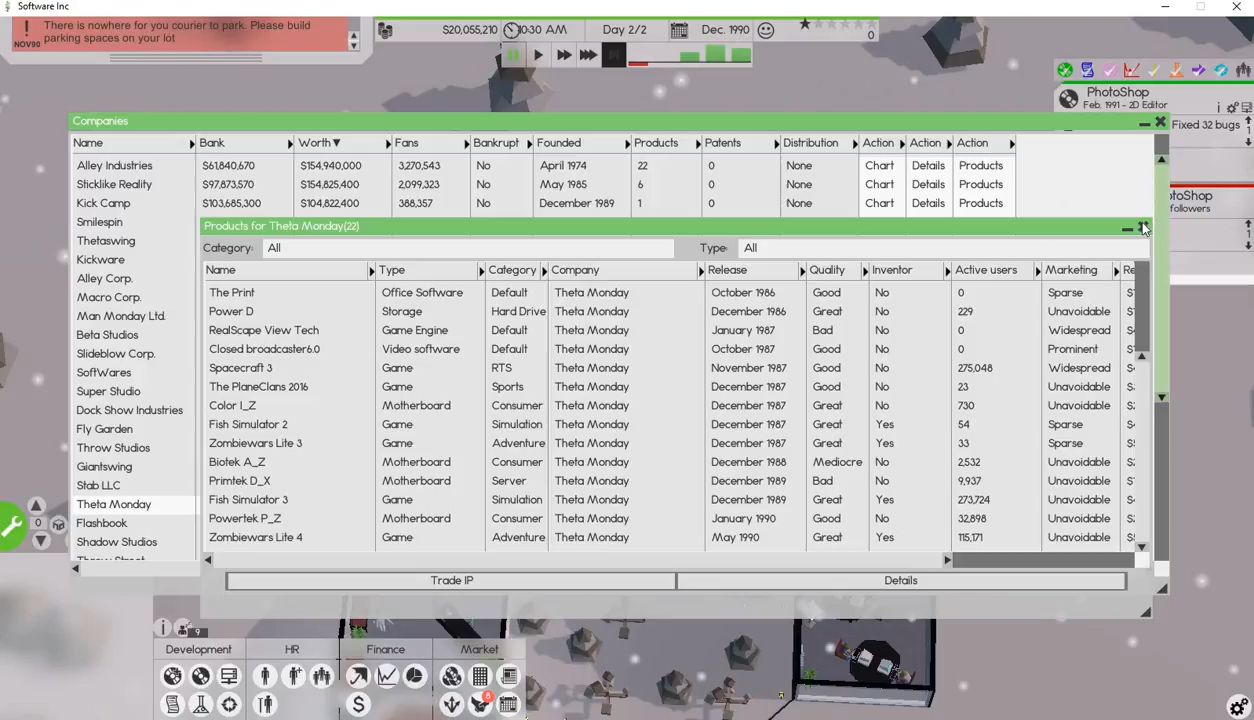 Software Inc
There is nowhere for you courier to park. Please build
parking spaces on your lot
NOV90
$20,055,210 10:30 AM Day 2/2 Dec. 1990 0
PhotoShop
Feb. 1991 - 2D Editor
Fixed 32 bugs
1
1
followers
1
1
Companies
Name Bank Worth▼ Fans Bankrupt Founded Products Patents Distribution Action Action Action
Alley Industries $61,840,670 $154,940,000 3,270,543 No April 1974 22 0 None Chart Details Products
Sticklike Reality $97,873,570 $154,825,400 2,099,323 No May 1985 6 0 None Chart Details Products
Kick Camp $103,685,300 $104,822,400 388,357 No December 1989 1 0 None Chart Details Products
Smilespin
Thetaswing
Kickware
Alley Corp.
Macro Corp.
Man Monday Ltd.
Beta Studios
Slideblow Corp.
SoftWares
Super Studio
Dock Show Industries
Fly Garden
Throw Studios
Giantswing
Stab LLC
Theta Monday
Flashbook
Shadow Studios
Products for Theta Monday(22)
Category: All Type: All
Name Type Category Company Release Quality Inventor Active users Marketing
The Print Office Software Default Theta Monday October 1986 Good No 0 Sparse
Power D Storage Hard Drive Theta Monday December 1986 Great No 229 Unavoidable
RealScape View Tech Game Engine Default Theta Monday January 1987 Bad No 0 Widespread
Closed broadcaster6.0 Video software Default Theta Monday October 1987 Good No 0 Prominent
Spacecraft 3 Game RTS Theta Monday November 1987 Good No 275,048 Widespread
The PlaneClans 2016 Game Sports Theta Monday December 1987 Good No 23 Unavoidable
Color I_Z Motherboard Consumer Theta Monday December 1987 Great No 730 Unavoidable
Fish Simulator 2 Game Simulation Theta Monday December 1987 Great Yes 54 Sparse
Zombiewars Lite 3 Game Adventure Theta Monday December 1987 Great Yes 33 Sparse
Biotek A_Z Motherboard Consumer Theta Monday December 1988 Mediocre No 2,532 Unavoidable
Primtek D_X Motherboard Server Theta Monday December 1989 Bad No 9,937 Unavoidable
Fish Simulator 3 Game Simulation Theta Monday December 1989 Great Yes 273,724 Unavoidable
Powertek P_Z Motherboard Consumer Theta Monday January 1990 Good No 32,898 Unavoidable
Zombiewars Lite 4 Game Adventure Theta Monday May 1990 Great Yes 115,171 Unavoidable
Trade IP Details
0
9
Development HR Finance Market
$
8